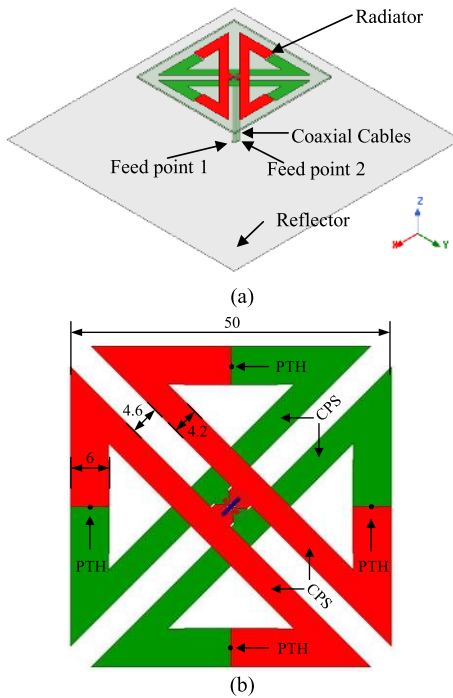 Radiator
Coaxial Cables
Feed point 1
Feed point 2
Reflector
Z
X
Y
(a)
50
PTH
CPS
4.6
4.2
6
PTH
PTH
CPS
PTH
(b)